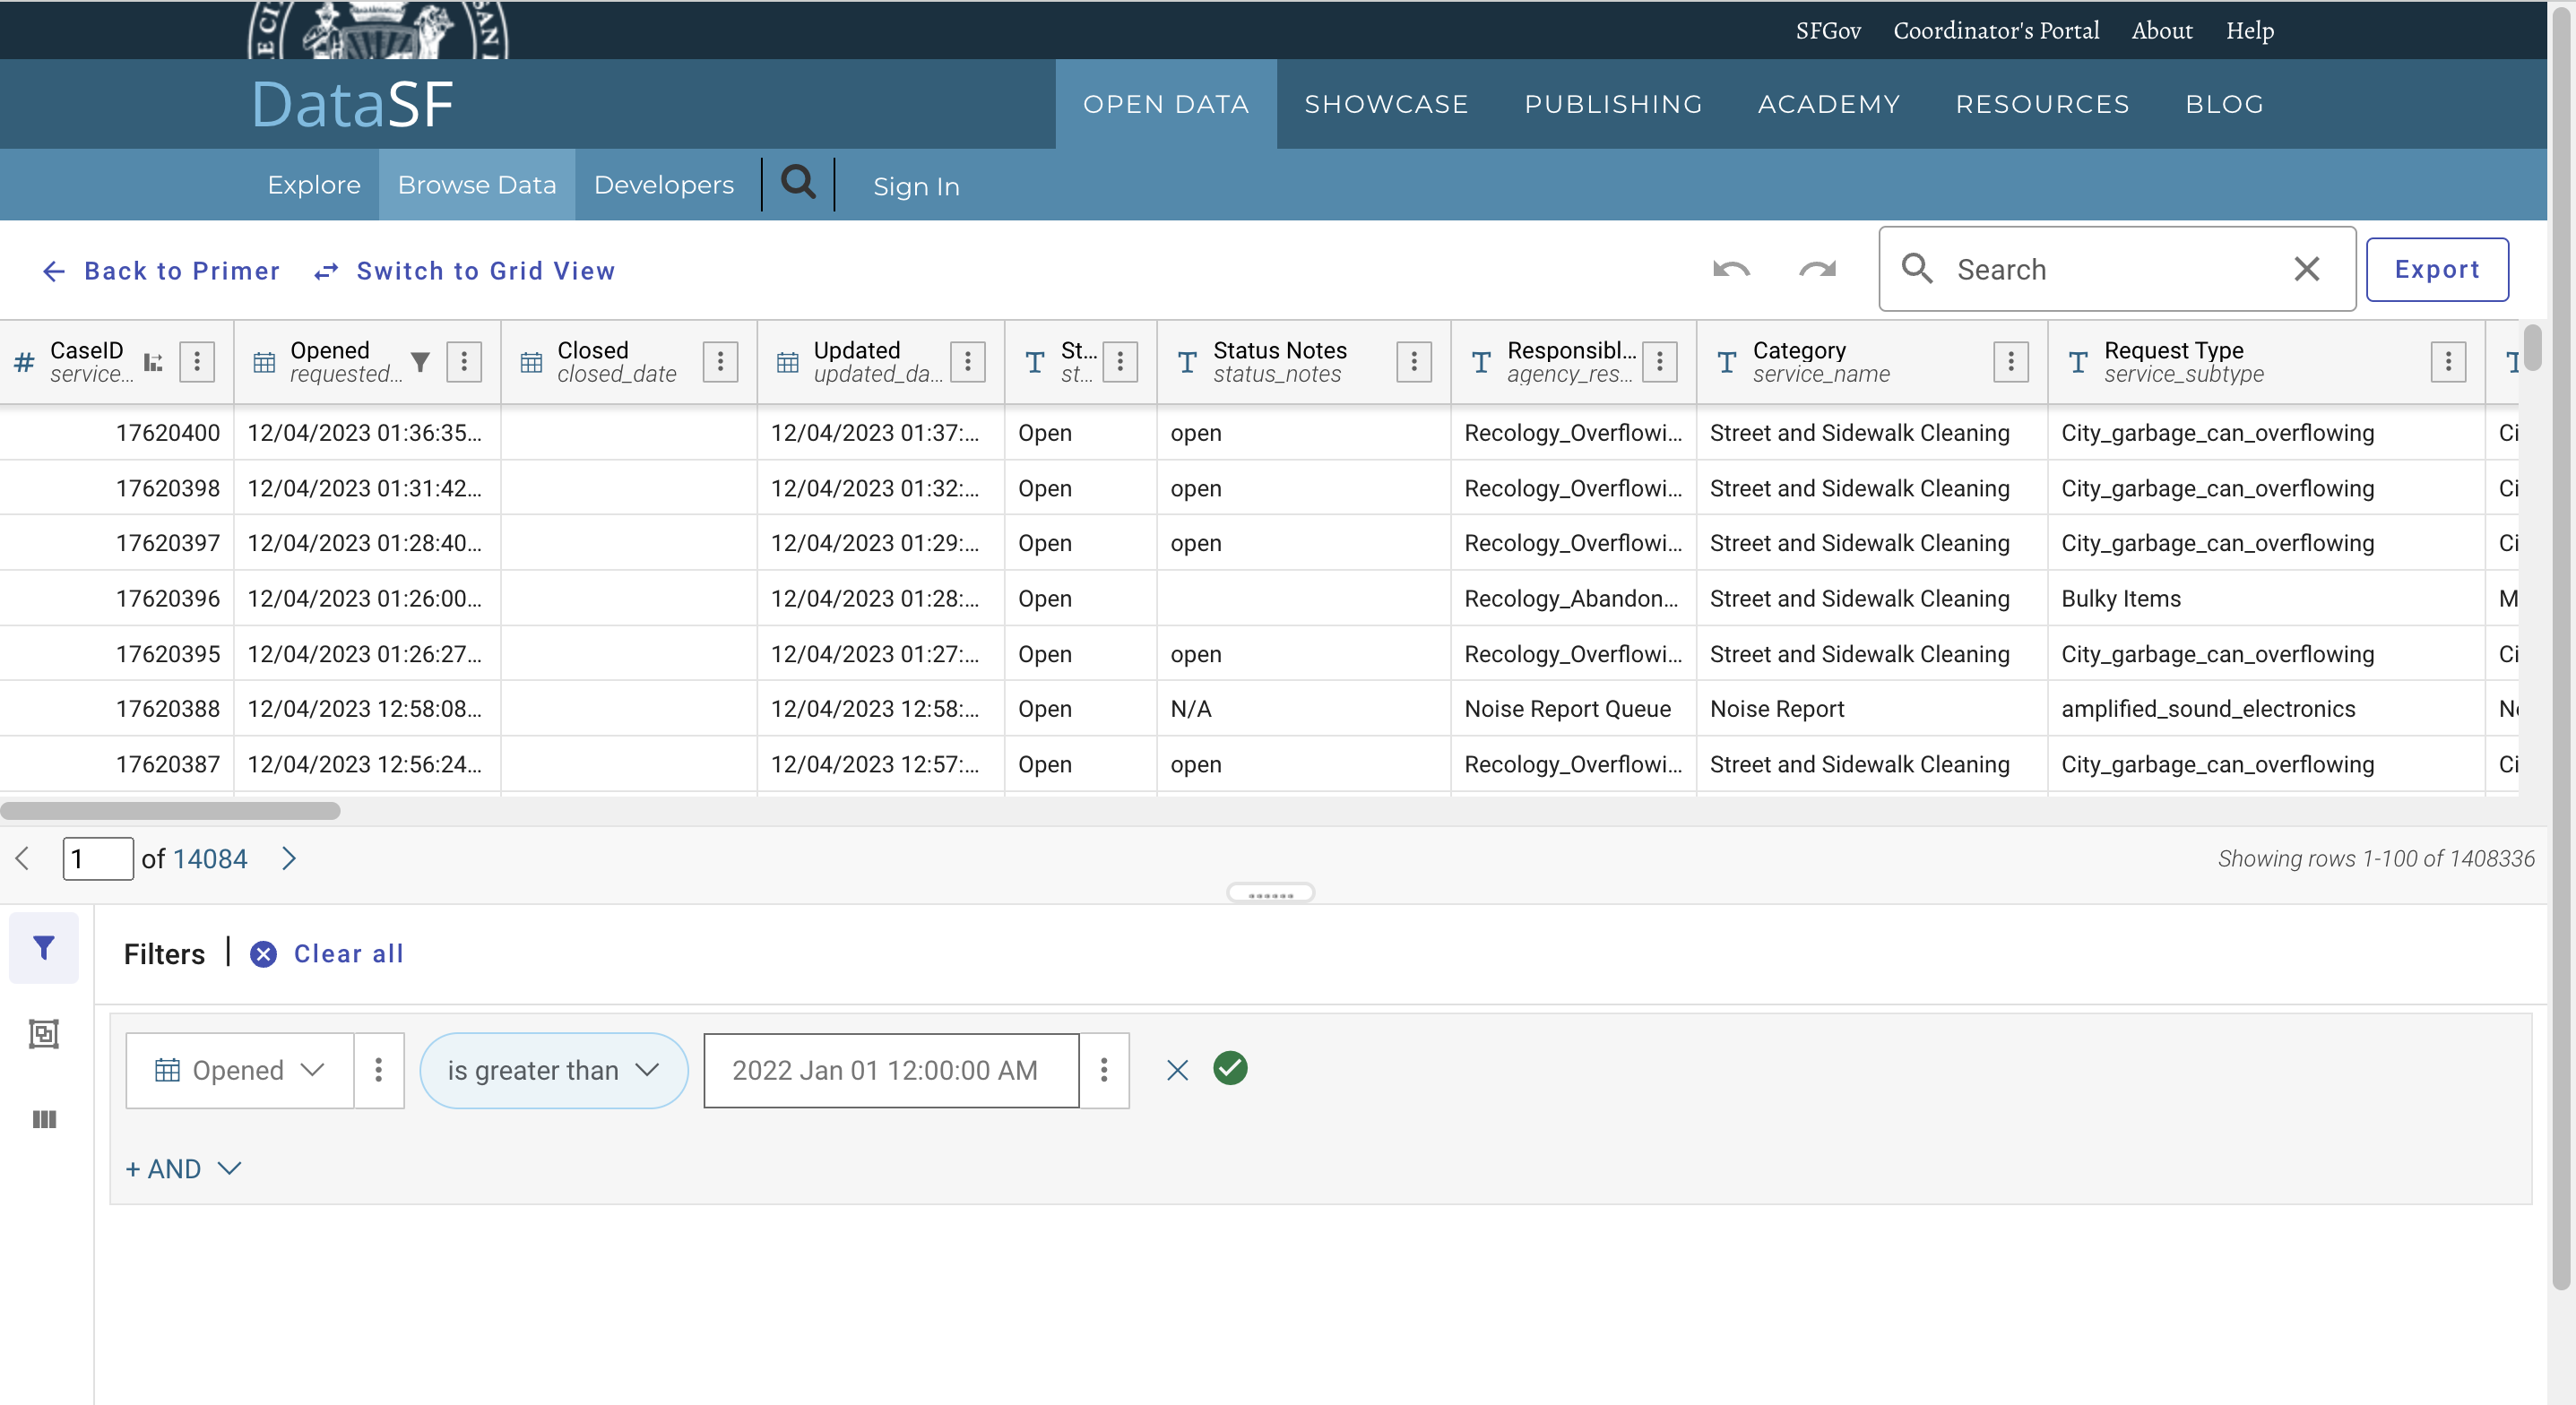 SFGov Coordinator's Portal About Help
DataSF
OPEN DATA SHOWCASE PUBLISHING ACADEMY RESOURCES BLOG
Explore Browse Data Developers Sign In
Back to Primer Switch to Grid View Search Export
# CaseID Opened Closed Updated St... Status Notes Responsibl... Category Request Type
service... requested... closed_date updated_da... st... status_notes agency_res... service_name service_subtype
17620400 12/04/2023 01:36:35... 12/04/2023 01:37:... Open open Recology_Overflowi... Street and Sidewalk Cleaning City_garbage_can_overflowing Ci
17620398 12/04/2023 01:31:42... 12/04/2023 01:32:... Open open Recology_Overflowi... Street and Sidewalk Cleaning City_garbage_can_overflowing Ci
17620397 12/04/2023 01:28:40... 12/04/2023 01:29:... Open open Recology_Overflowi... Street and Sidewalk Cleaning City_garbage_can_overflowing Ci
17620396 12/04/2023 01:26:00... 12/04/2023 01:28:... Open Recology_Abandon... Street and Sidewalk Cleaning Bulky Items M
17620395 12/04/2023 01:26:27... 12/04/2023 01:27:... Open open Recology_Overflowi... Street and Sidewalk Cleaning City_garbage_can_overflowing Ci
17620388 12/04/2023 12:58:08... 12/04/2023 12:58:... Open N/A Noise Report Queue Noise Report amplified_sound_electronics
17620387 12/04/2023 12:56:24... 12/04/2023 12:57:... Open open Recology_Overflowi... Street and Sidewalk Cleaning City_garbage_can_overflowing Ci
1 of 14084 Showing rows 1-100 of 1408336
Filters Clear all
Opened is greater than 2022 Jan 01 12:00:00 AM
+ AND